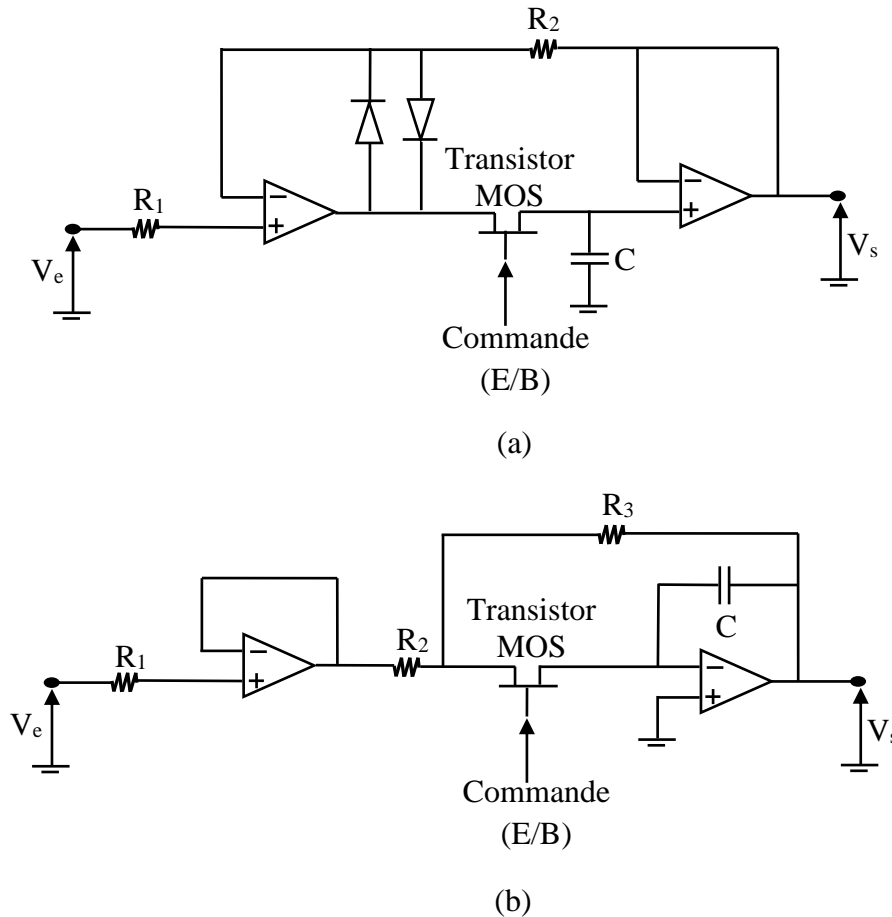 R2
R1
Transistor
MOS
−
+
−
+
Ve
C
Vs
Commande
(E/B)
(a)
R3
R1
R2
Transistor
MOS
C
−
+
−
+
Ve
Vs
Commande
(E/B)
(b)